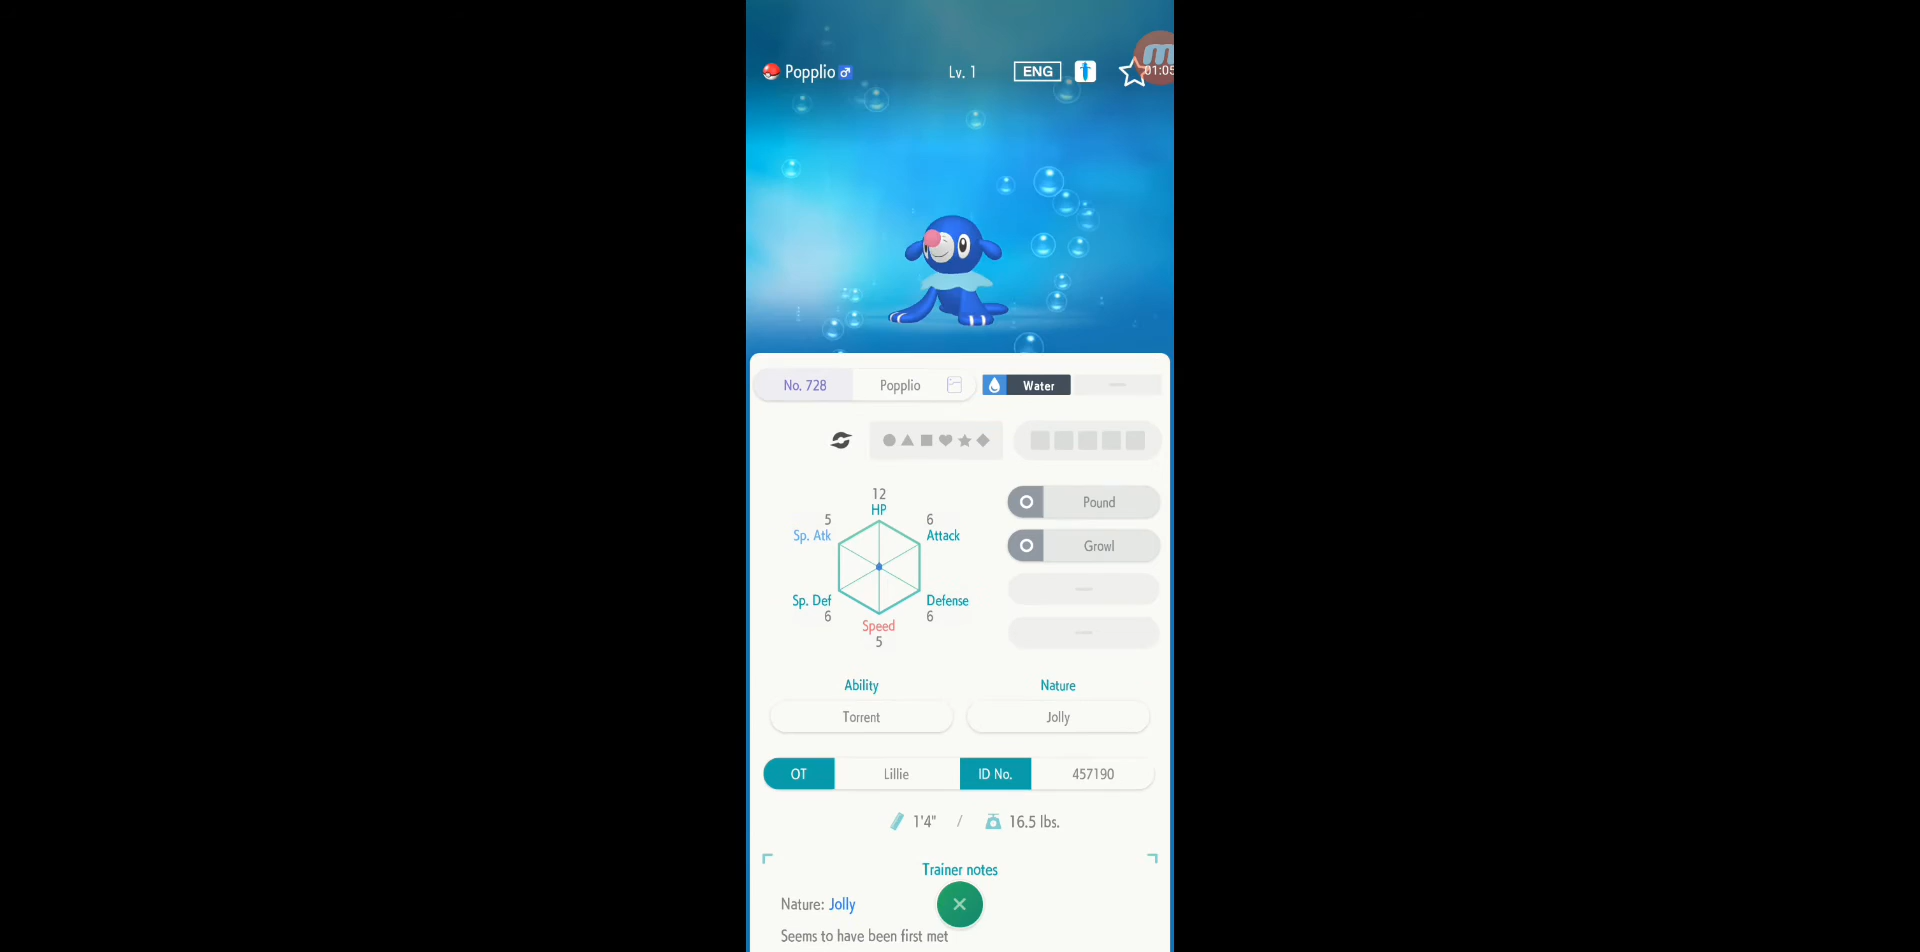 Popplio♂ Lv. 1 ENG
01:05
No. 728 Popplio Water
12
HP
5 6
Sp. Atk Attack
Sp. Def Defense
6 6
Speed
5
Pound
Growl
Ability Nature
Torrent Jolly
OT Lillie ID No. 457190
1'4" / 16.5 lbs.
Trainer notes
Nature: Jolly
Seems to have been first met